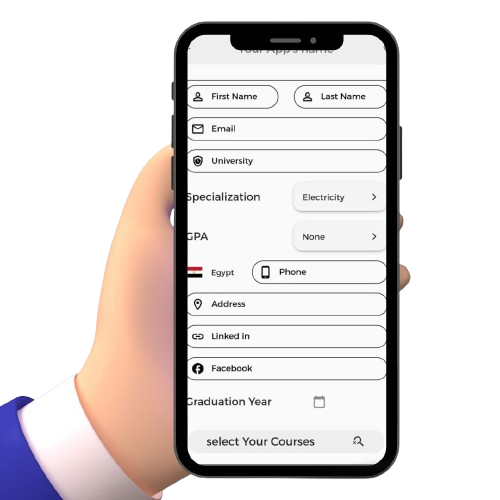 Your App's name
First Name Last Name
Email
University
Specialization Electricity
GPA None
Egypt Phone
Address
Linked in
Facebook
Graduation Year
select Your Courses